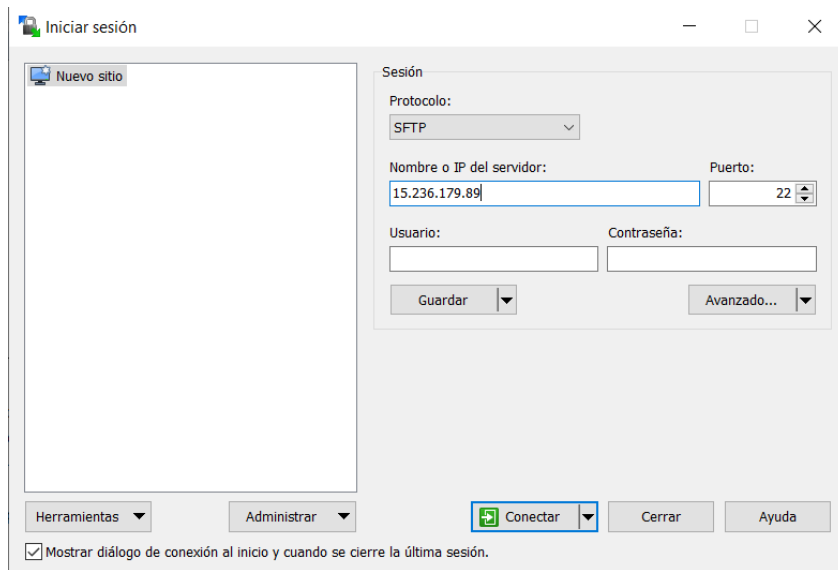 Iniciar sesión
Nuevo sitio
Sesión
Protocolo:
SFTP
Nombre o IP del servidor: Puerto:
15.236.179.89 22
Usuario: Contraseña:
Guardar Avanzado...
Herramientas Administrar Conectar Cerrar Ayuda
Mostrar diálogo de conexión al inicio y cuando se cierre la última sesión.